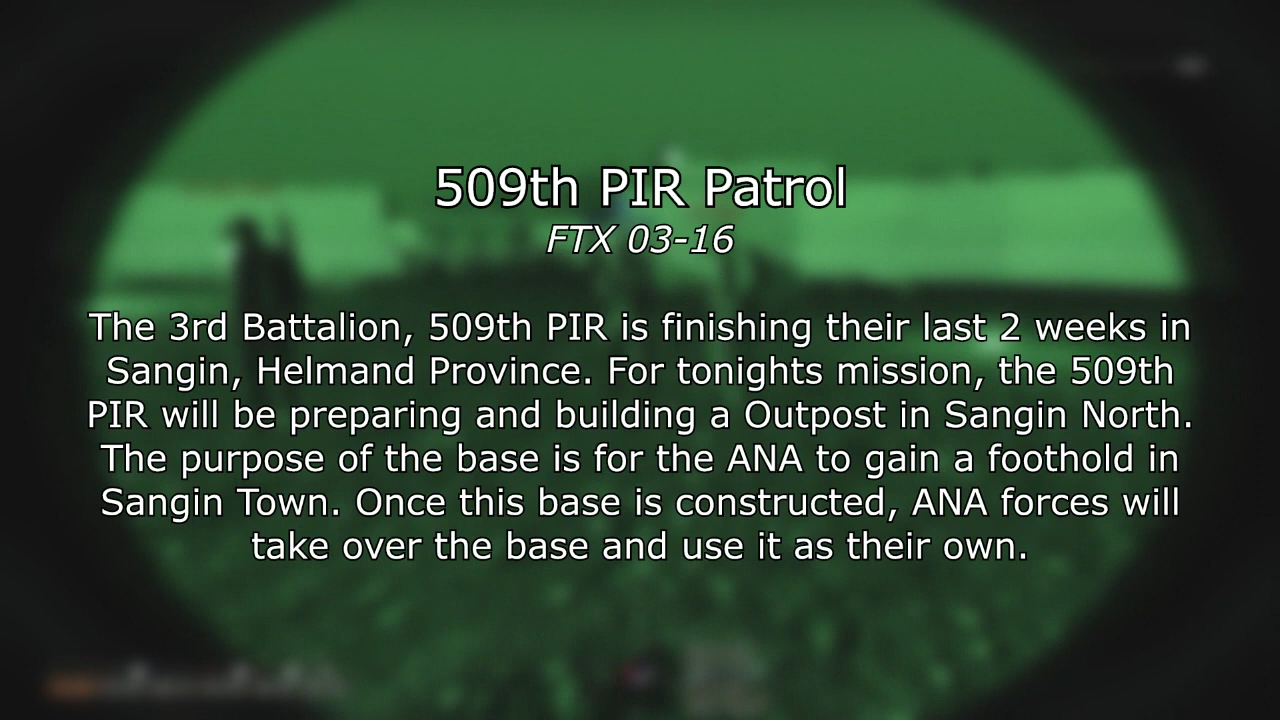 509th PIR Patrol
FTX 03-16
The 3rd Battalion, 509th PIR is finishing their last 2 weeks in
Sangin, Helmand Province. For tonights mission, the 509th
PIR will be preparing and building a Outpost in Sangin North.
The purpose of the base is for the ANA to gain a foothold in
Sangin Town. Once this base is constructed, ANA forces will
take over the base and use it as their own.